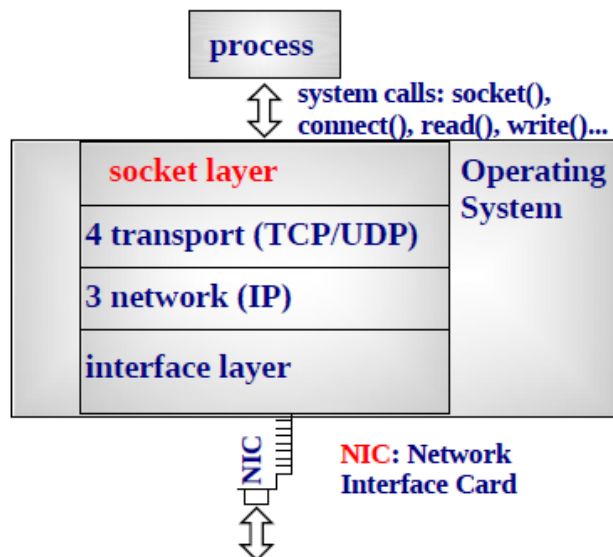 process
system calls: socket(),
connect(), read(), write()...
socket layer
Operating
System
4 transport (TCP/UDP)
3 network (IP)
interface layer
NIC
NIC: Network
Interface Card